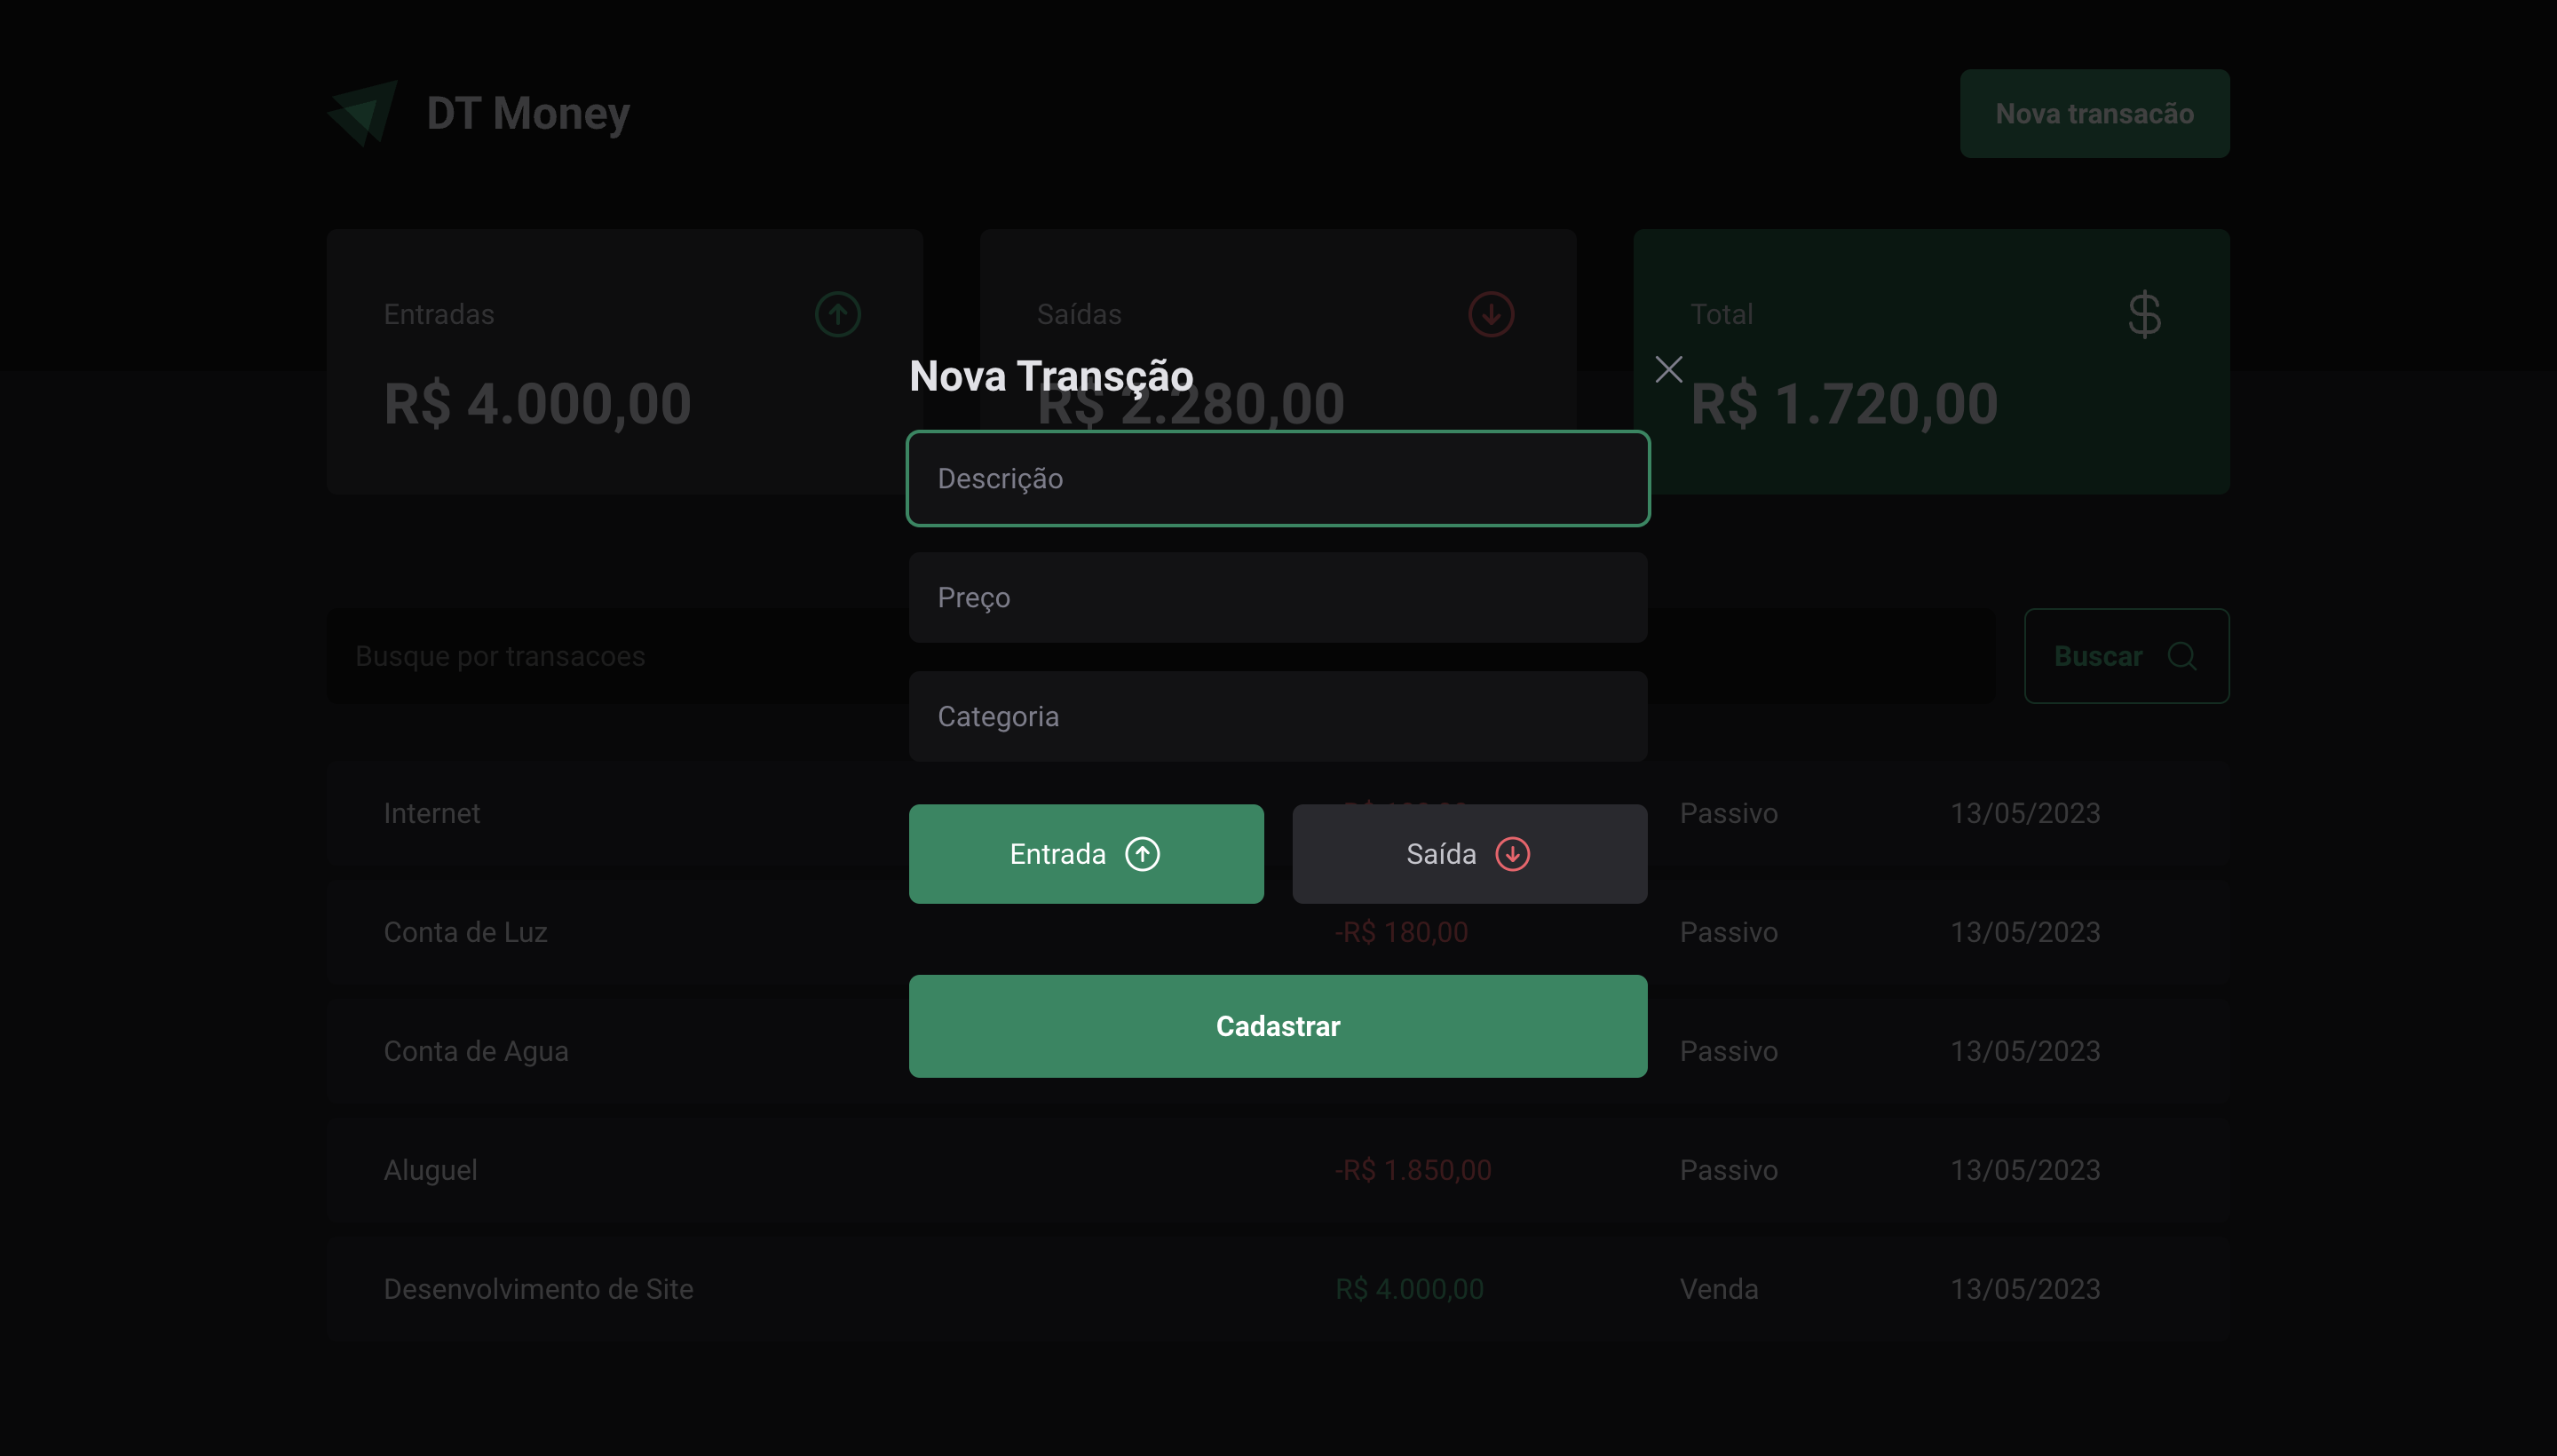 DT Money
Nova transacão
Entradas
R$ 4.000,00
Saídas
R$ 2.280,00
Total
$
R$ 1.720,00
Nova Transção
Descrição
Preço
Categoria
Entrada
Saída
Cadastrar
Busque por transacoes
Buscar
Internet Passivo 13/05/2023
Conta de Luz -R$ 180,00 Passivo 13/05/2023
Conta de Agua Passivo 13/05/2023
Aluguel -R$ 1.850,00 Passivo 13/05/2023
Desenvolvimento de Site R$ 4.000,00 Venda 13/05/2023